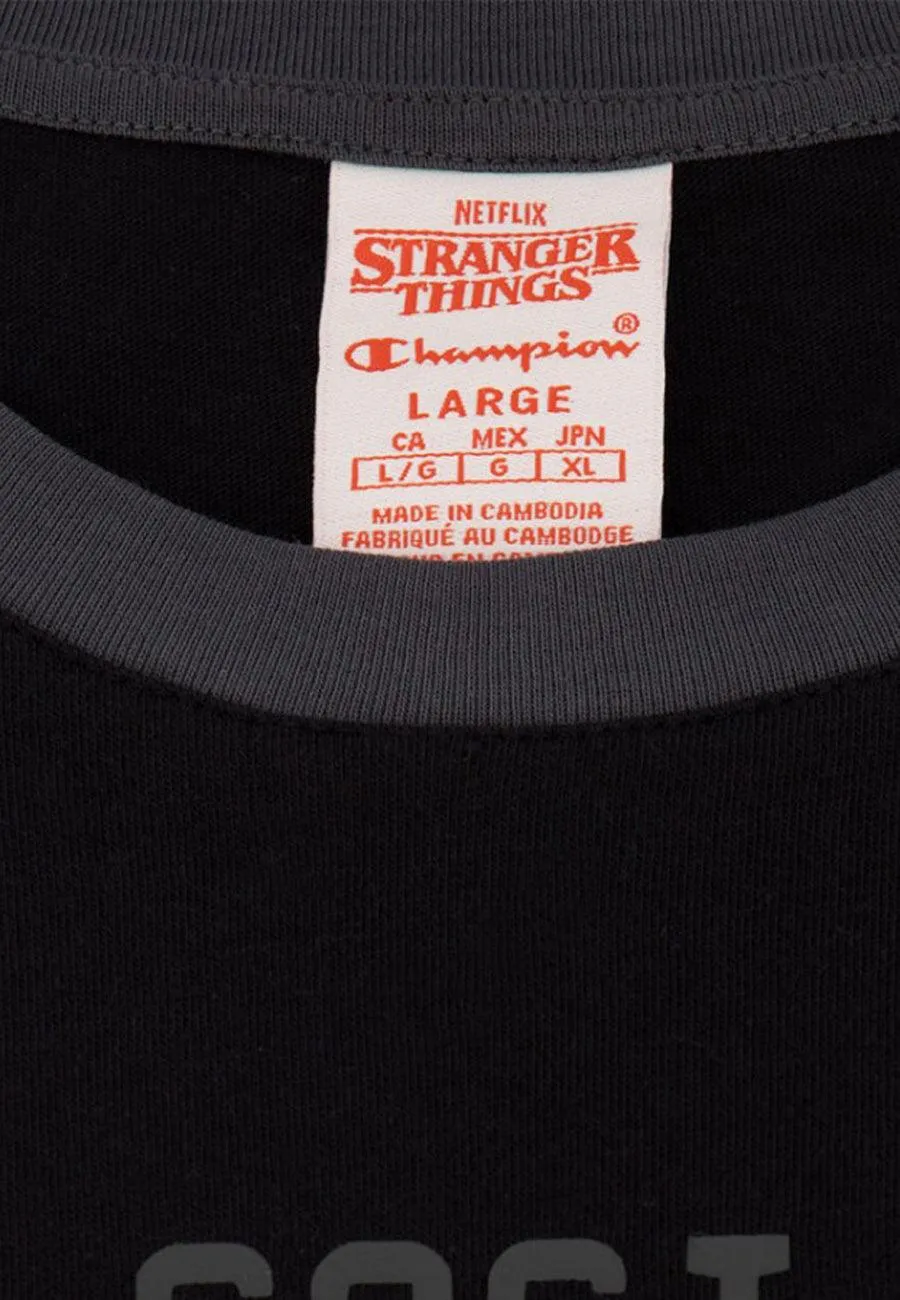 NETFLIX
STRANGER
THINGS
Champion®
LARGE
CA MEX JPN
L/G G XL
MADE IN CAMBODIA
FABRIQUÉ AU CAMBODGE